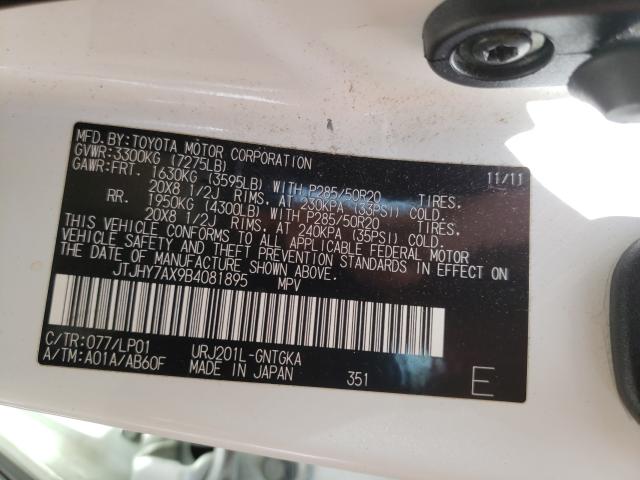 MFD.BY:TOYOTA MOTOR CORPORATION 11/11
GVWR:3300KG (7275LB)
GAWR:FRT. 1630KG (3595LB) WITH P285/50R20 TIRES.
20X8 1/2J RIMS. AT 230KPA (33PSI) COLD.
RR. 1950KG (4300LB) WITH P285/50R20 TIRES.
20X8 1/2J RIMS. AT 240KPA (35PSI) COLD.
THIS VEHICLE CONFORMS TO ALL APPLICABLE FEDERAL MOTOR
VEHICLE SAFETY AND THEFT PREVENTION STANDARDS IN EFFECT ON
THE DATE OF MANUFACTURE SHOWN ABOVE.
JTJHY7AX9B4081895 MPV
C/TR:077/LP01 URJ201L-GNTGKA
A/TM:A01A/AB60F MADE IN JAPAN 351 E